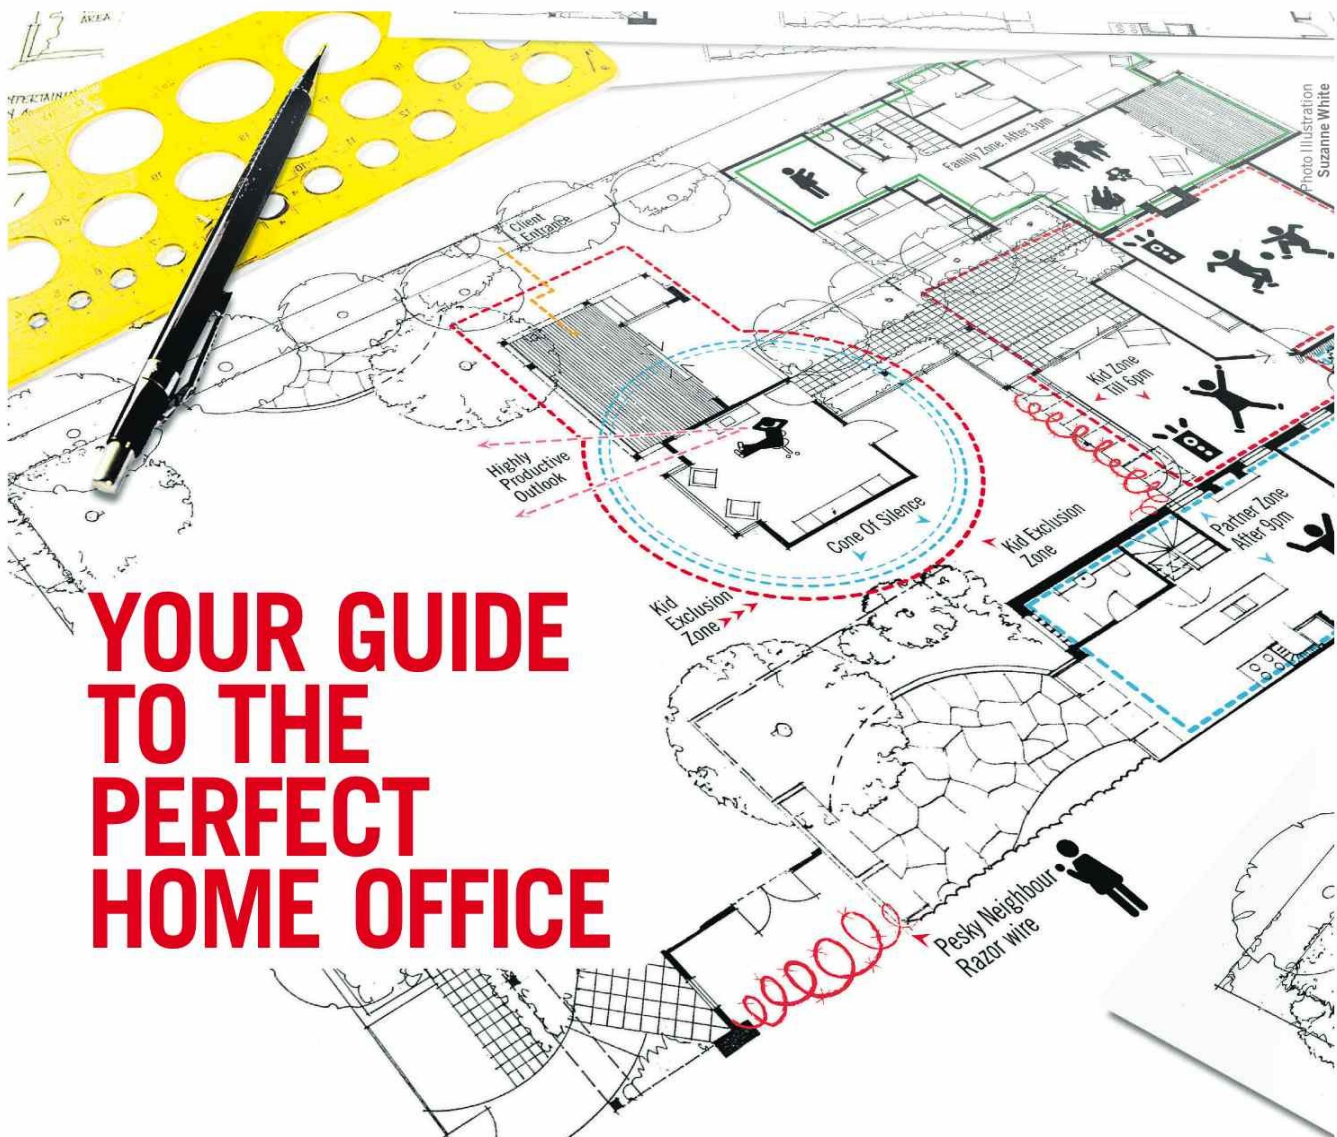 AREA
Photo Illustration
Suzanne White
Family Zone. After 3pm
Client
Entrance
Kid Zone
Till 6pm
Highly
Productive
Outlook
Cone Of Silence
Kid Exclusion
Zone
Partner Zone
After 9pm
Kid
Exclusion
Zone
YOUR GUIDE
TO THE
PERFECT
HOME OFFICE
Pesky Neighbour
Razor wire